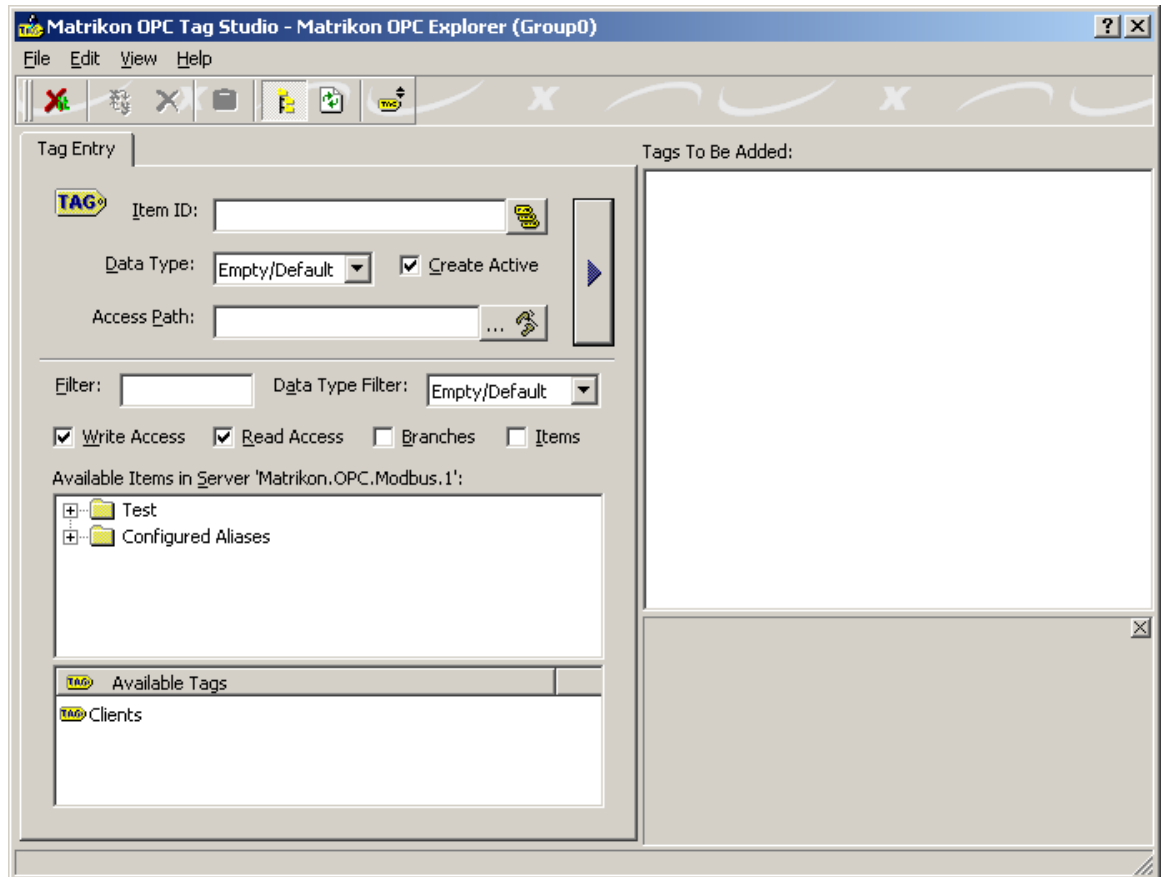 Matrikon OPC Tag Studio - Matrikon OPC Explorer (Group0)
File Edit View Help
Tag Entry
Tags To Be Added:
TAG Item ID:
Data Type: Empty/Default Create Active
Access Path: ...
Filter: Data Type Filter: Empty/Default
Write Access Read Access Branches Items
Available Items in Server 'Matrikon.OPC.Modbus.1':
Test
Configured Aliases
TAG Available Tags
TAG Clients